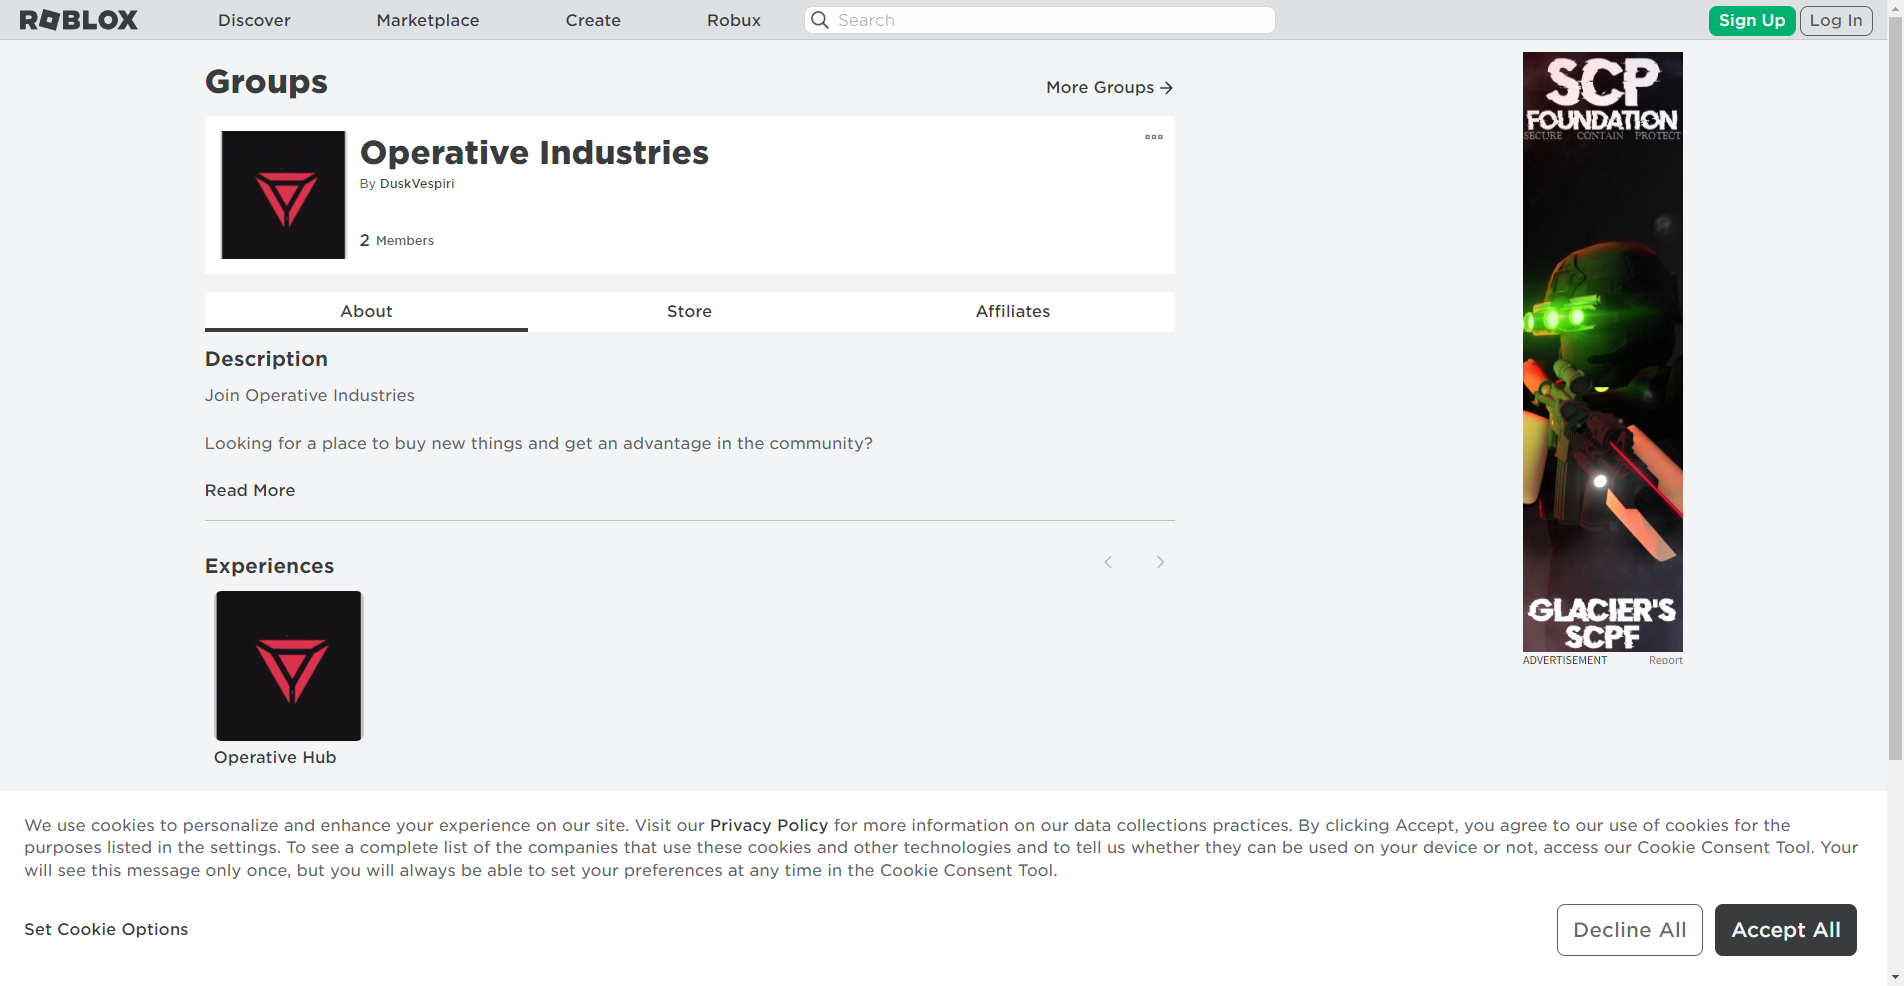 ROBLOX
Discover
Marketplace
Create
Robux
Search
Sign Up
Log In
Groups
More Groups
Operative Industries
By DuskVespiri
2 Members
About
Store
Affiliates
Description
Join Operative Industries
Looking for a place to buy new things and get an advantage in the community?
Read More
Experiences
Operative Hub
SCP
FOUNDATION
SECURE CONTAIN PROTECT
GLACIER'S
SCPF
ADVERTISEMENT
Report
We use cookies to personalize and enhance your experience on our site. Visit our Privacy Policy for more information on our data collections practices. By clicking Accept, you agree to our use of cookies for the
purposes listed in the settings. To see a complete list of the companies that use these cookies and other technologies and to tell us whether they can be used on your device or not, access our Cookie Consent Tool. Your
will see this message only once, but you will always be able to set your preferences at any time in the Cookie Consent Tool.
Set Cookie Options
Decline All
Accept All